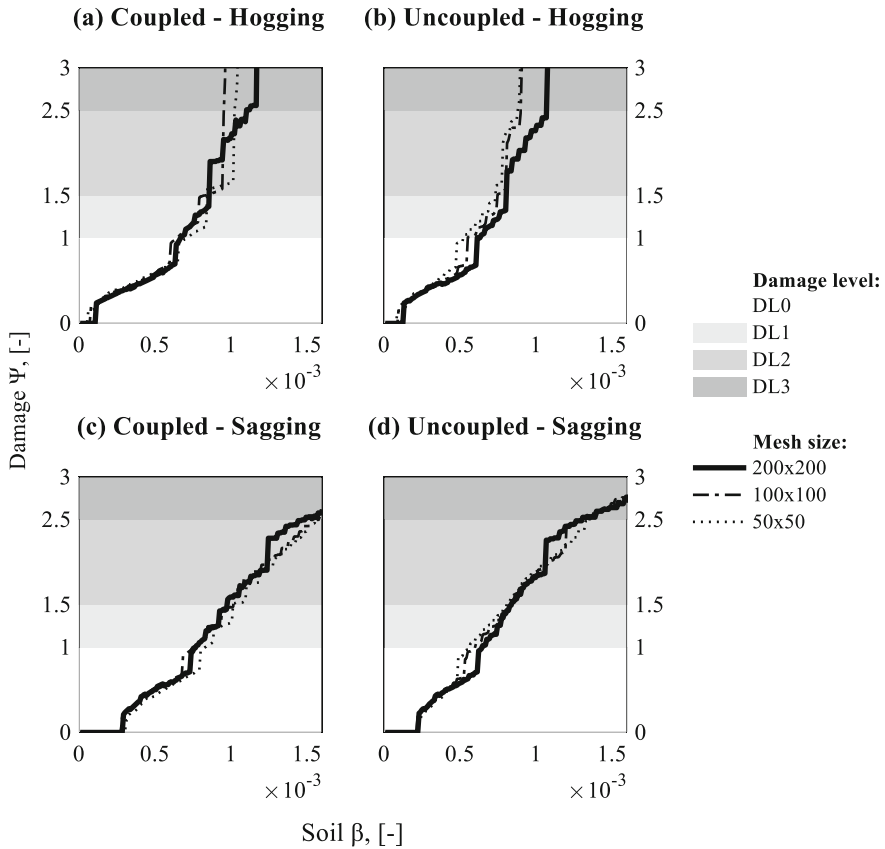 (a) Coupled - Hogging
(b) Uncoupled - Hogging
3
2.5
1.5
1
0
0
0.5
1
1.5
×10⁻³
3
2.5
1.5
1
0
0
0.5
1
1.5
×10⁻³
Damage Ψ, [-]
(c) Coupled - Sagging
(d) Uncoupled - Sagging
3
2.5
1.5
1
0
0
0.5
1
1.5
×10⁻³
3
2.5
1.5
1
0
0
0.5
1
1.5
×10⁻³
Soil β, [-]
Damage level:
DL0
DL1
DL2
DL3
Mesh size:
200x200
100x100
50x50